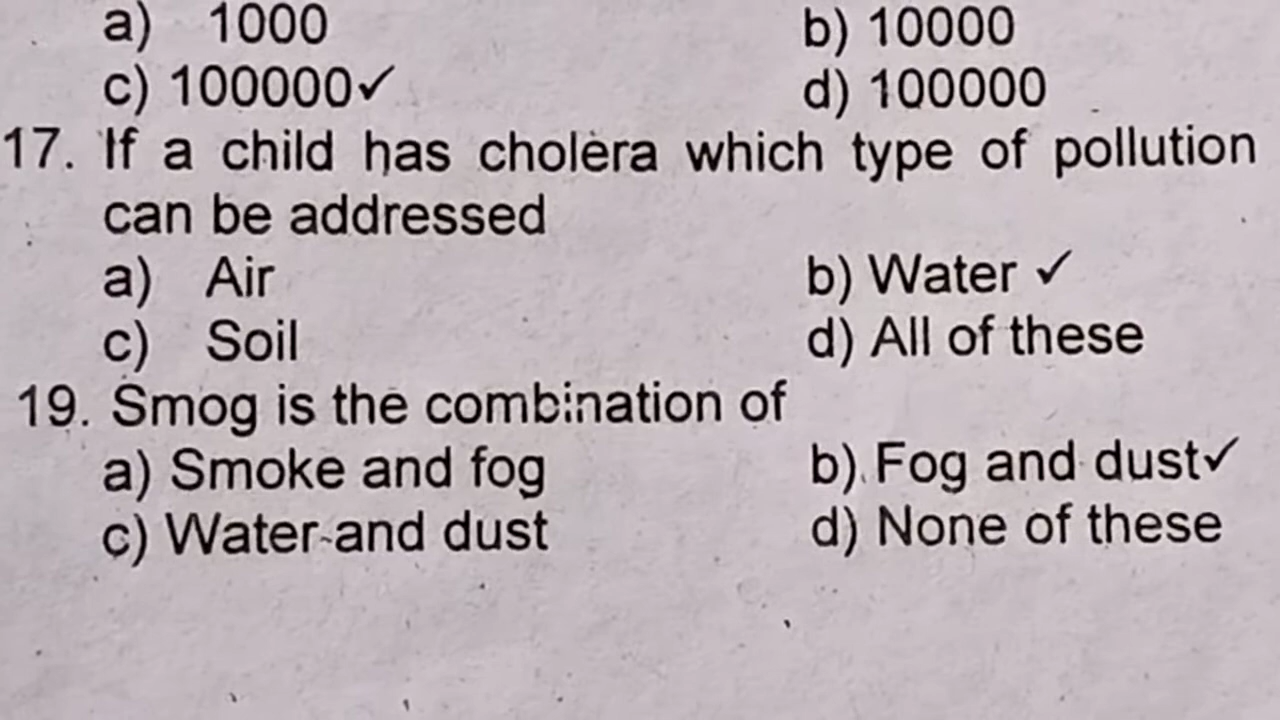 a) 1000 b) 10000
c) 100000✓ d) 100000
17. If a child has cholera which type of pollution
can be addressed
a) Air b) Water ✓
c) Soil d) All of these
19. Smog is the combination of
a) Smoke and fog b) Fog and dust✓
c) Water and dust d) None of these